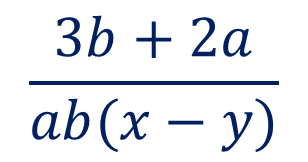 3b + 2a
ab(x − y)